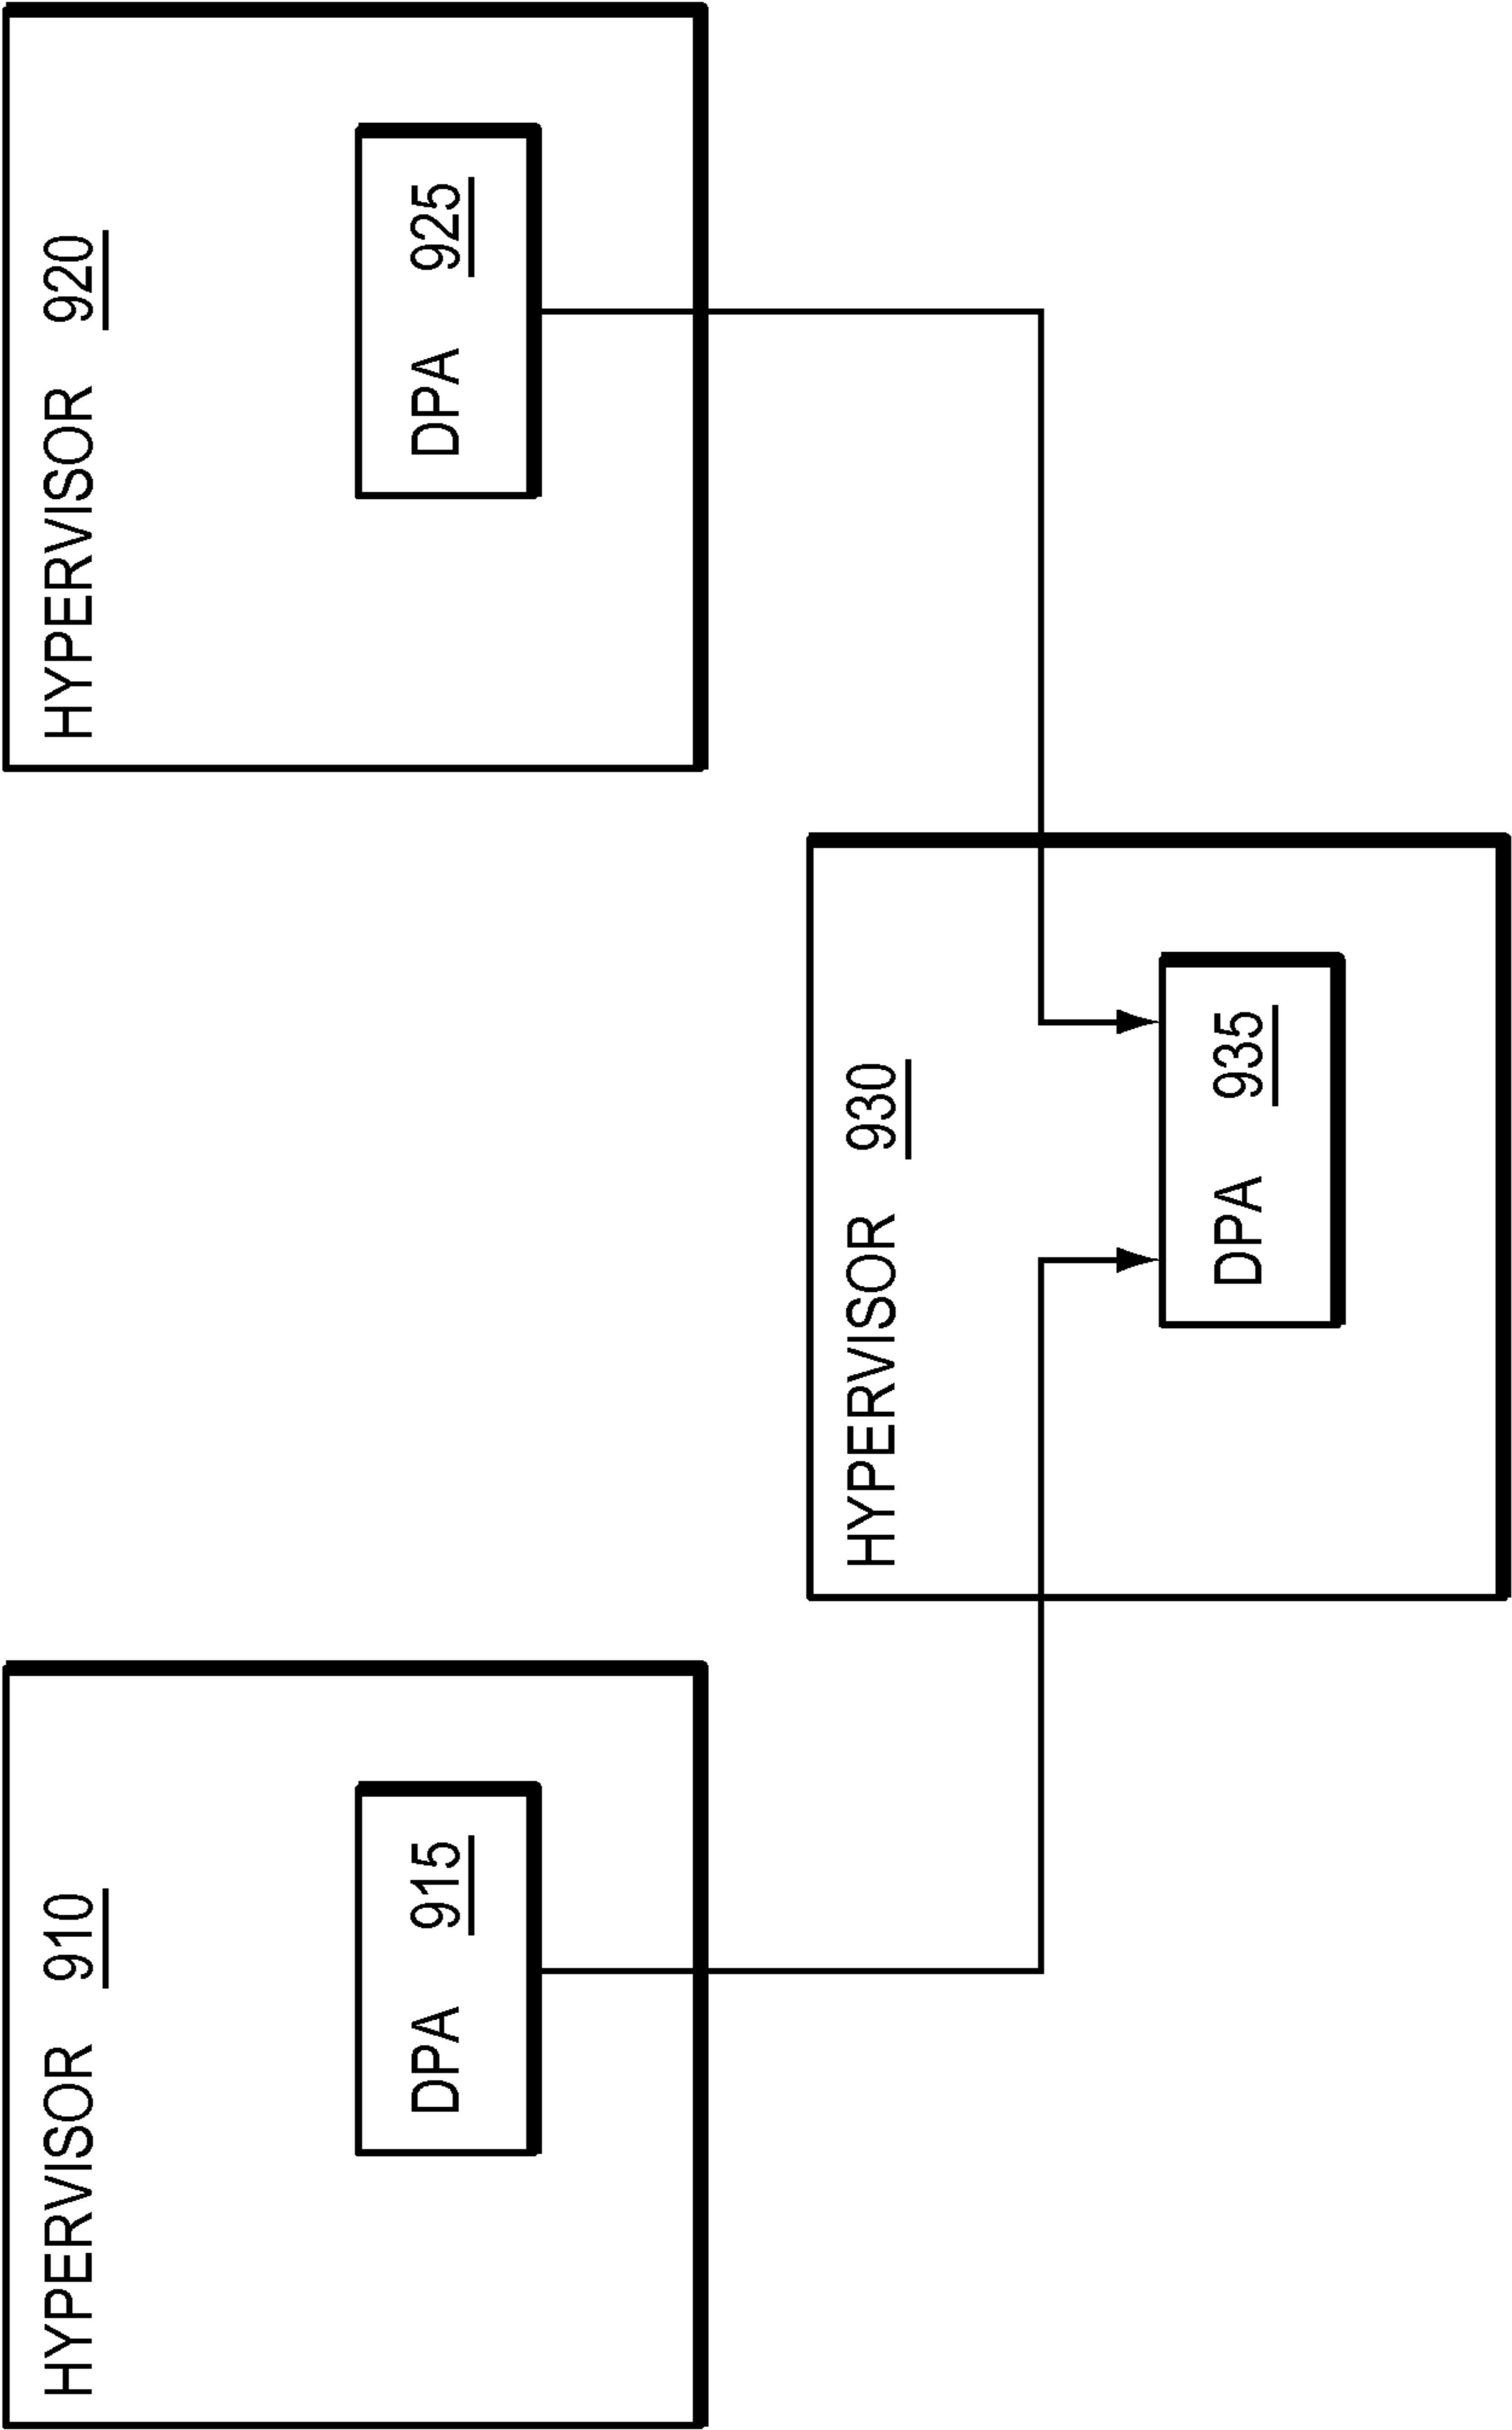 HYPERVISOR 910
DPA 915
HYPERVISOR 920
DPA 925
HYPERVISOR 930
DPA 935